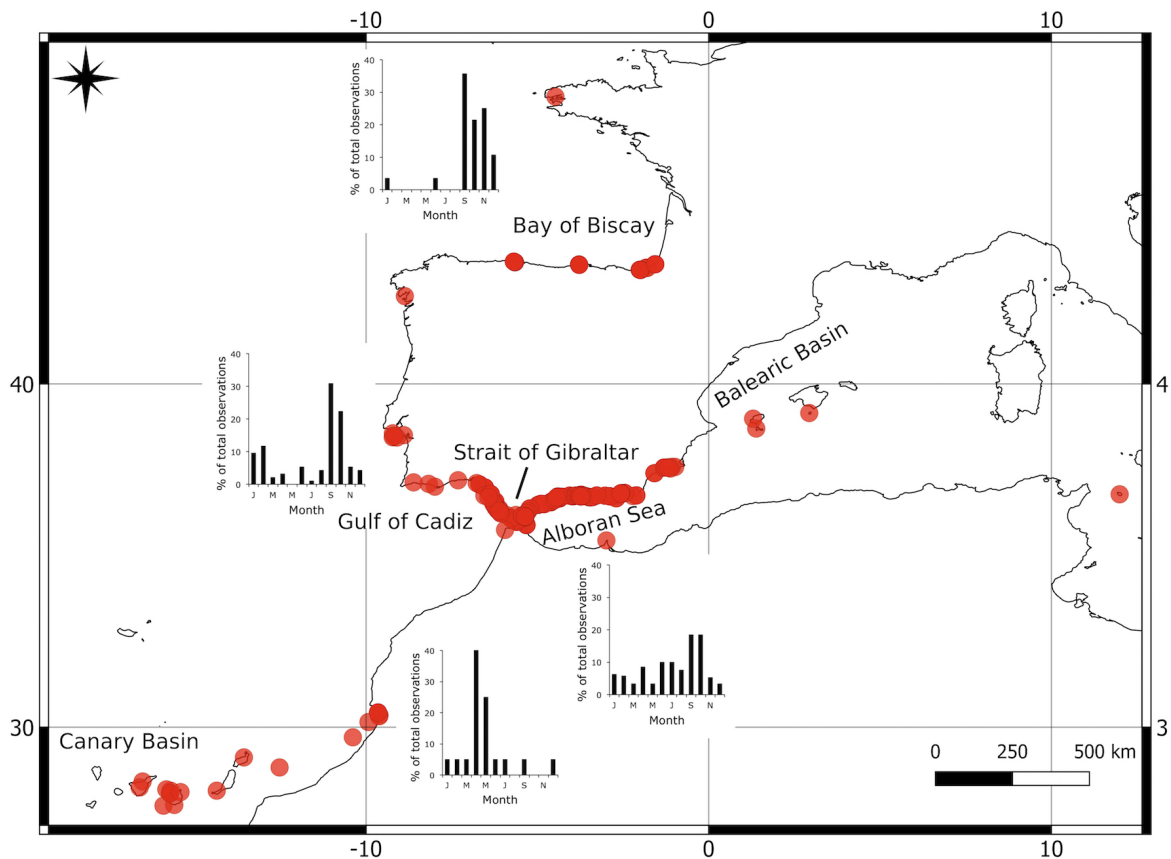 -10 0 10
40
30
20
10
0
% of total observations
J M M J S N
Month
Bay of Biscay
40 4
40
30
20
10
0
% of total observations
J M M J S N
Month
Balearic Basin
Strait of Gibraltar
Gulf of Cadiz
Alboran Sea
40
30
20
10
0
% of total observations
J M M J S N
Month
40
30
20
10
0
% of total observations
J M M J S N
Month
30 3
Canary Basin
0 250 500 km
-10 0 10